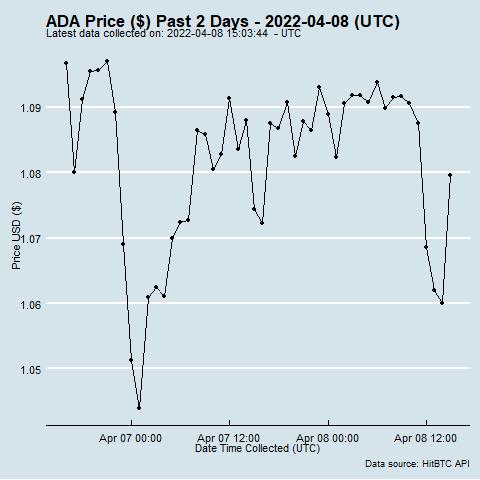 ADA Price ($) Past 2 Days - 2022-04-08 (UTC)
Latest data collected on: 2022-04-08 15:03:44 - UTC
Price USD ($)
1.09
1.08
1.07
1.06
1.05
Apr 07 00:00 Apr 07 12:00 Apr 08 00:00 Apr 08 12:00
Date Time Collected (UTC)
Data source: HitBTC API